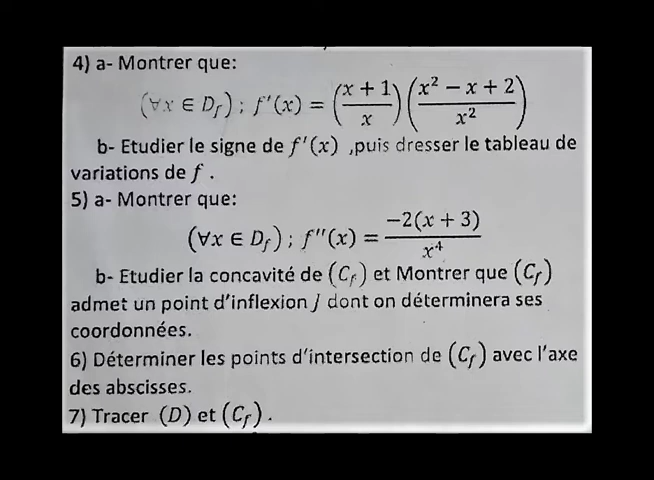 4) a- Montrer que:
(∀x ∈ D_f) ; f'(x) = ((x + 1)/x) ((x² − x + 2)/x²)
b- Etudier le signe de f'(x) ,puis dresser le tableau de
variations de f .
5) a- Montrer que:
(∀x ∈ D_f) ; f''(x) = (−2(x + 3))/x⁴
b- Etudier la concavité de (C_f) et Montrer que (C_f)
admet un point d'inflexion J dont on déterminera ses
coordonnées.
6) Déterminer les points d'intersection de (C_f) avec l'axe
des abscisses.
7) Tracer (D) et (C_f) .